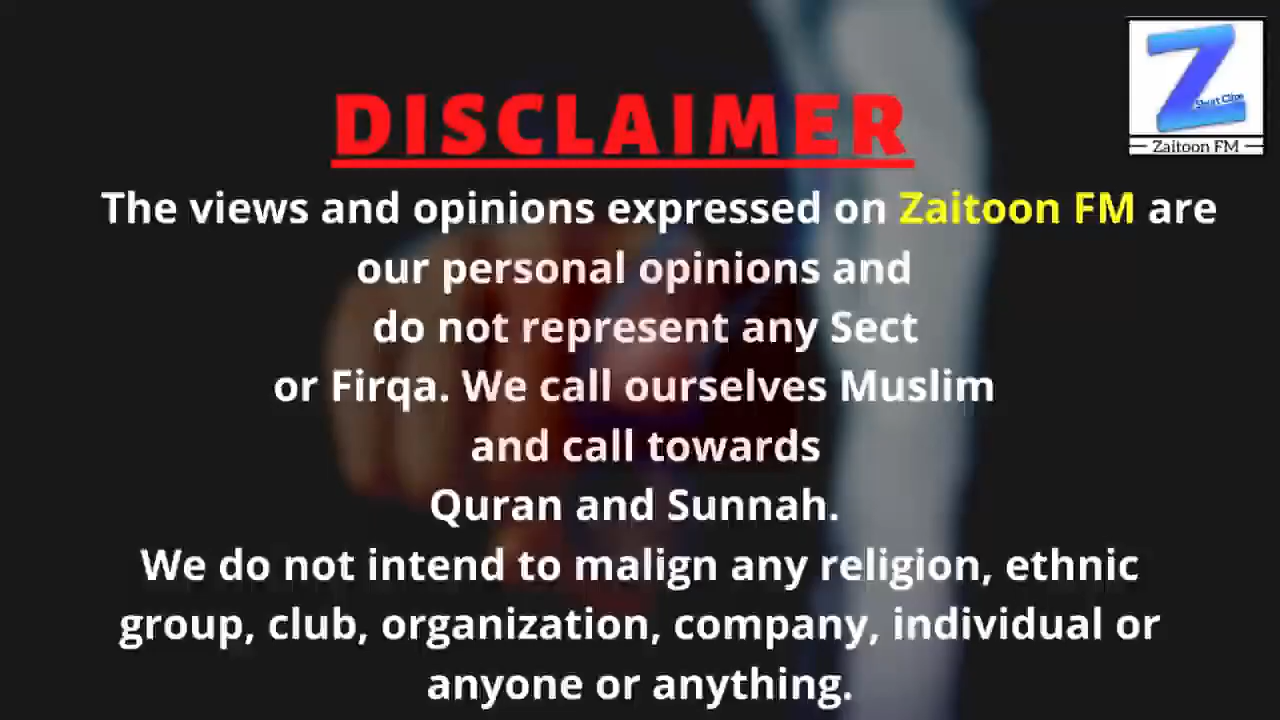 DISCLAIMER
The views and opinions expressed on Zaitoon FM are
our personal opinions and
do not represent any Sect
or Firqa. We call ourselves Muslim
and call towards
Quran and Sunnah.
We do not intend to malign any religion, ethnic
group, club, organization, company, individual or
anyone or anything.
Z
Short Clips
Zaitoon FM